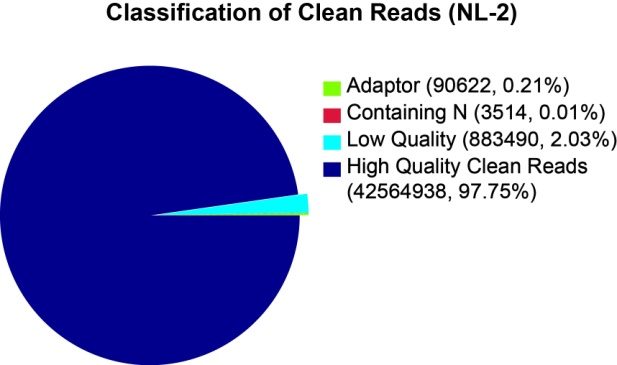 Classification of Clean Reads (NL-2)
Adaptor (90622, 0.21%)
Containing N (3514, 0.01%)
Low Quality (883490, 2.03%)
High Quality Clean Reads
(42564938, 97.75%)